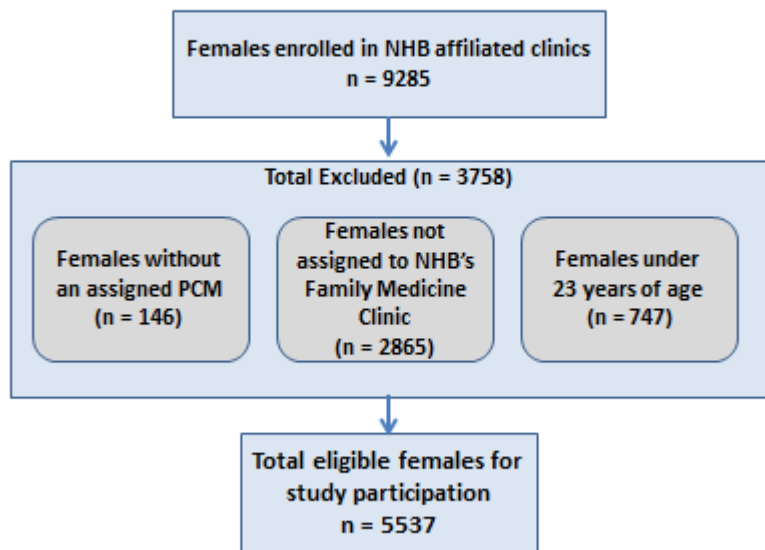 Females enrolled in NHB affiliated clinics
n = 9285
Total Excluded (n = 3758)
Females without
an assigned PCM
(n = 146)
Females not
assigned to NHB's
Family Medicine
Clinic
(n = 2865)
Females under
23 years of age
(n = 747)
Total eligible females for
study participation
n = 5537